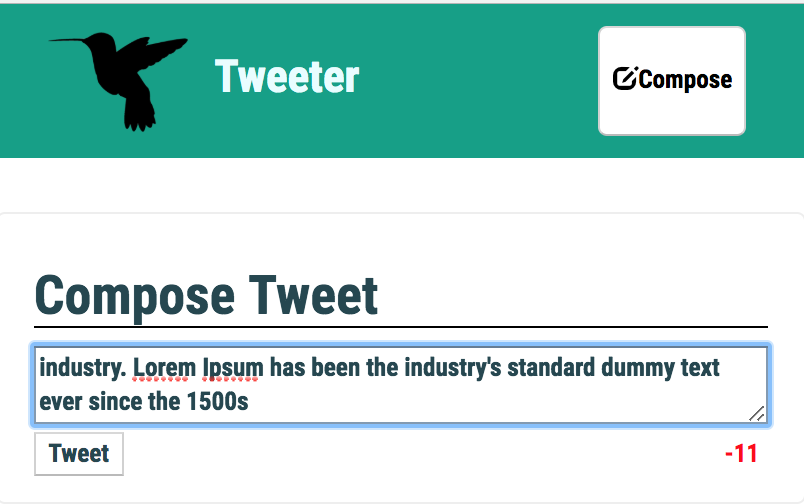 Tweeter
Compose
Compose Tweet
industry. Lorem Ipsum has been the industry's standard dummy text
ever since the 1500s
Tweet
-11